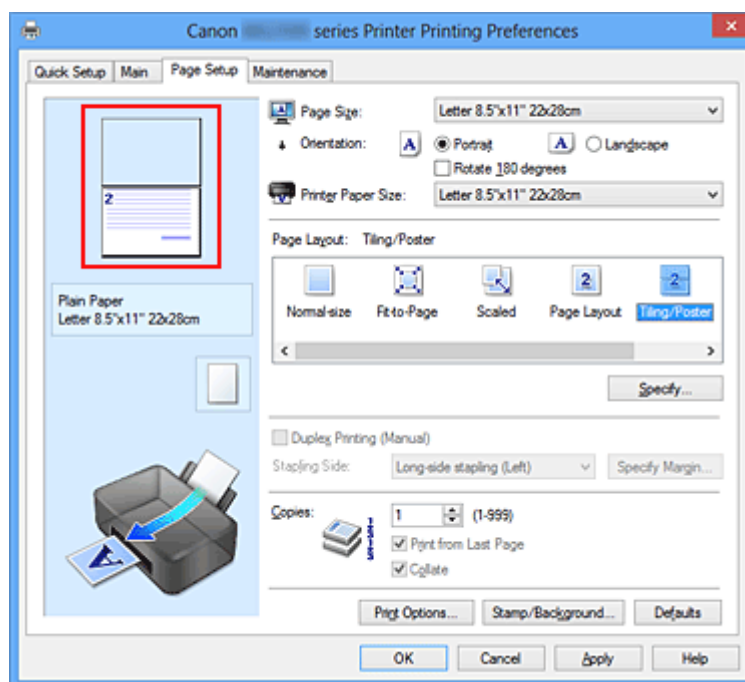 Canon series Printer Printing Preferences
Quick Setup Main Page Setup Maintenance
2
Plain Paper
Letter 8.5"x11" 22x28cm
A
Page Size: Letter 8.5"x11" 22x28cm
Orientation: A Portrait A Landscape
Rotate 180 degrees
Printer Paper Size: Letter 8.5"x11" 22x28cm
Page Layout: Tiling/Poster
2 2
Normal-size Fit-to-Page Scaled Page Layout Tiling/Poster
Specify...
Duplex Printing (Manual)
Stapling Side: Long-side stapling (Left) Specify Margin...
Copies: 1 (1-999)
Print from Last Page
Collate
Print Options... Stamp/Background... Defaults
OK Cancel Apply Help